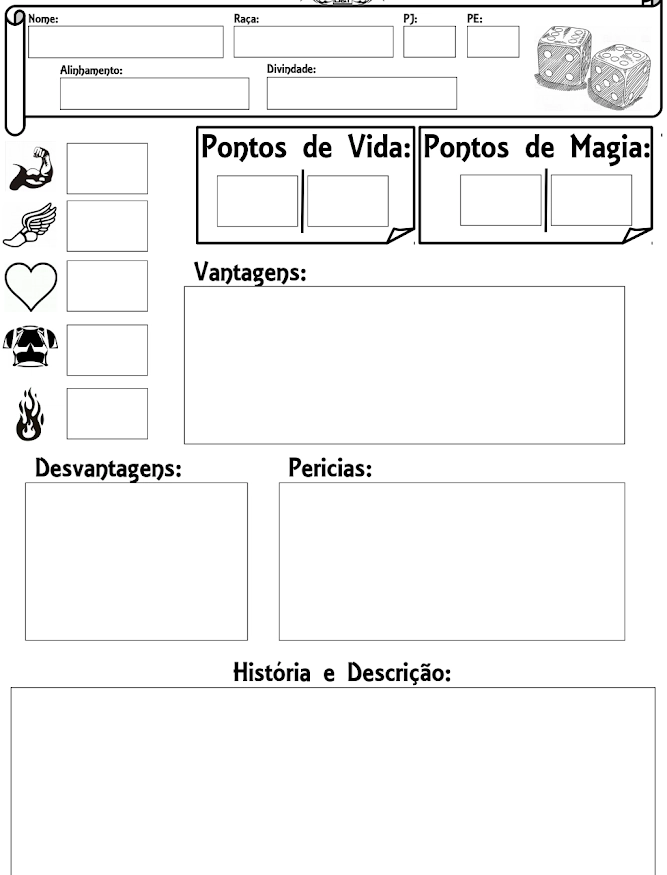 Nome: Raça: PJ: PE:
Alinhamento: Divindade:
Pontos de Vida: Pontos de Magia:
Vantagens:
Desvantagens: Pericias:
História e Descrição: